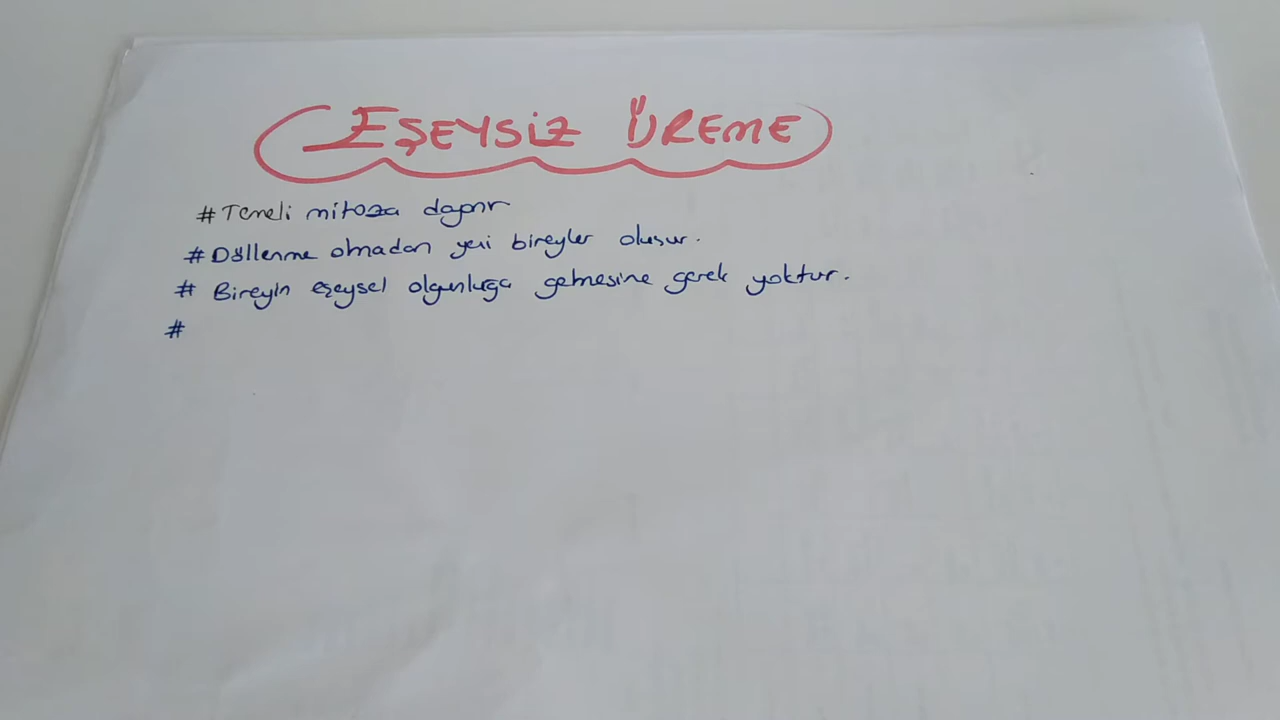 EŞEYSİZ ÜREME
# Temeli mitoza dayanır
# Döllenme olmadan yeni bireyler oluşur.
# Bireyin eşeysel olgunluğa gelmesine gerek yoktur.
#